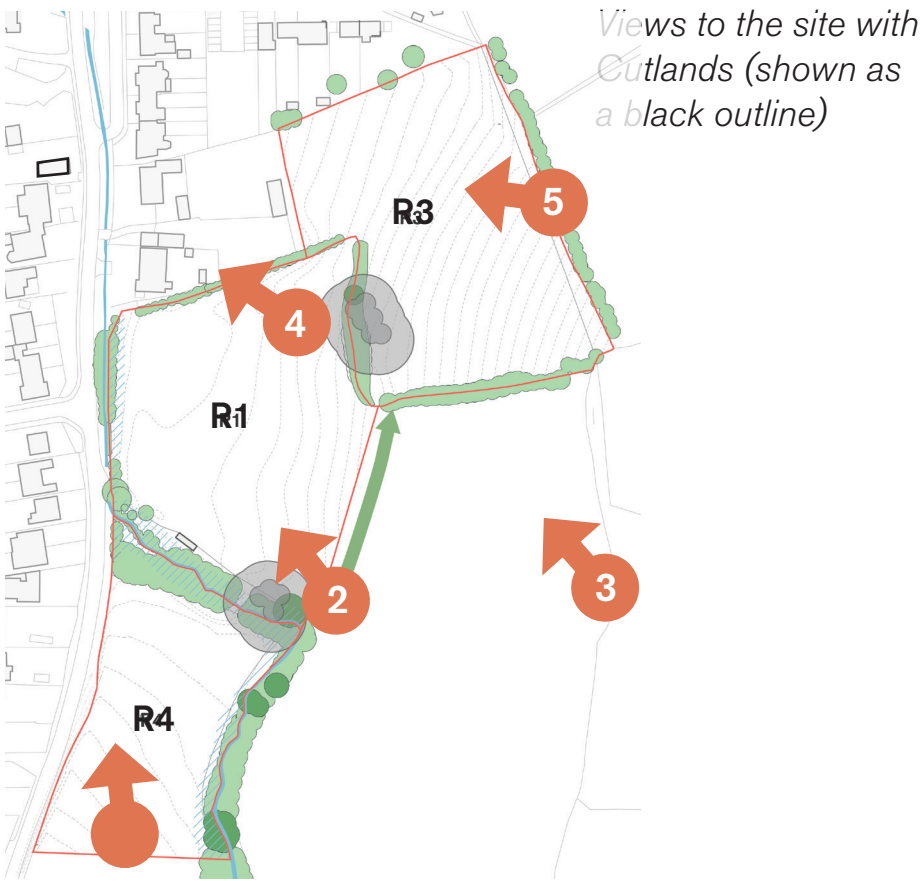 Views to the site with
Cutlands (shown as
a black outline)
5
R3
4
R1
2
3
R4